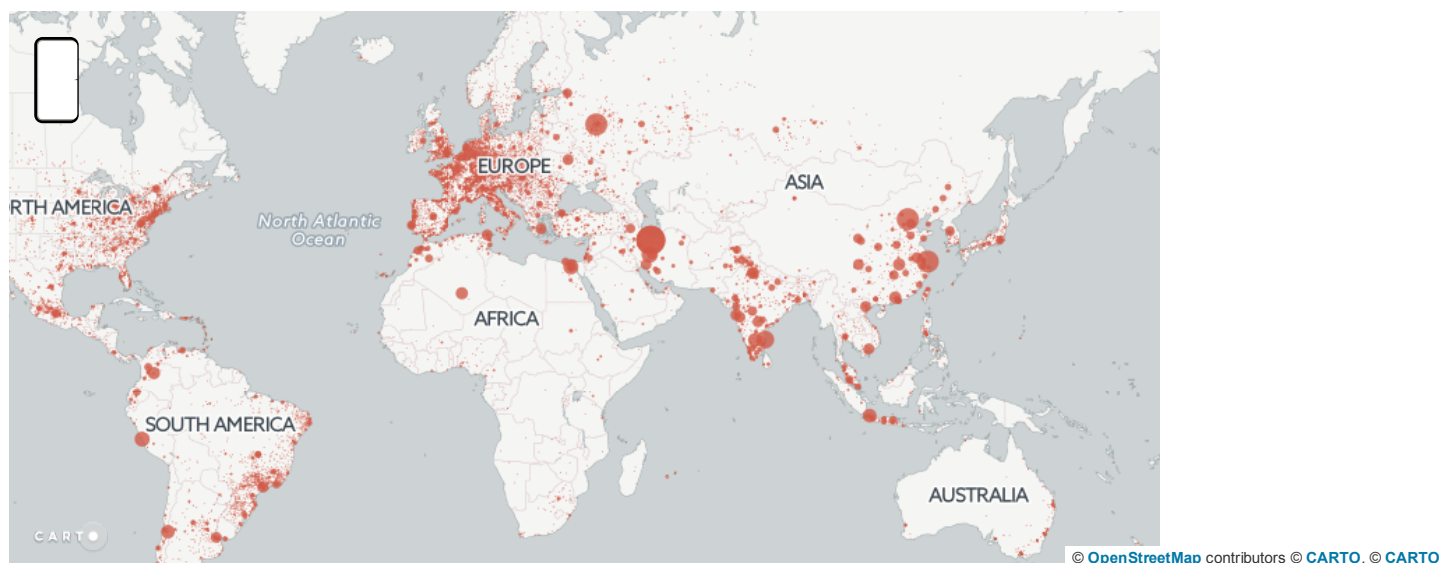 EUROPE
ASIA
RTH AMERICA
North Atlantic
Ocean
AFRICA
SOUTH AMERICA
AUSTRALIA
CARTO
© OpenStreetMap contributors © CARTO, © CARTO